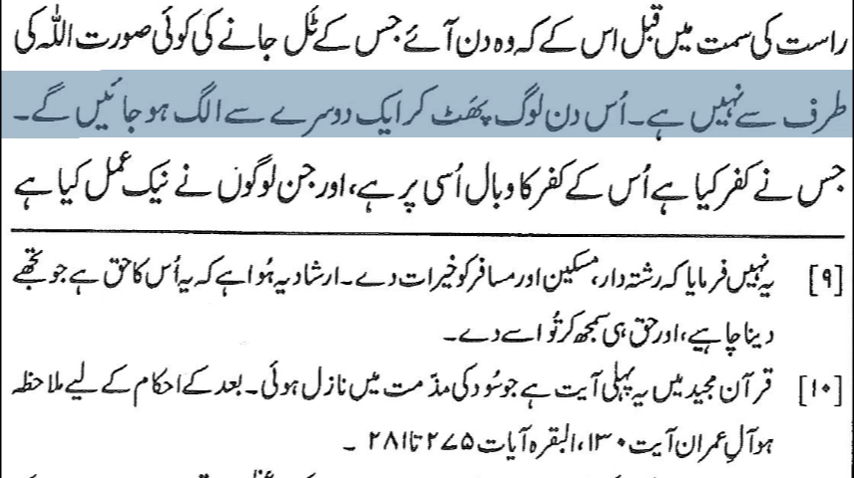 راست کی سمت میں قبل اس کے کہ وہ دن آئے جس کے ٹل جانے کی کوئی صورت اللہ کی
طرف سے نہیں ہے۔ اُس دن لوگ پھَٹ کر ایک دوسرے سے الگ ہو جائیں گے۔
جس نے کفر کیا ہے اُس کے کفر کا وبال اُسی پر ہے، اور جن لوگوں نے نیک عمل کیا ہے
[۹] یہ نہیں فرمایا کہ رشتہ دار، مسکین اور مسافر کو خیرات دے۔ ارشاد یہ ہُوا ہے کہ یہ اُس کا حق ہے جو تجھے
دینا چاہیے، اور حق ہی سمجھ کر تُو اسے دے۔
[۱۰] قرآن مجید میں یہ پہلی آیت ہے جو سُود کی مذمّت میں نازل ہوئی۔ بعد کے احکام کے لیے ملاحظہ
ہو آلِ عمران آیت ۱۳۰، البقرہ آیات ۲۷۵ تا ۲۸۱ ۔